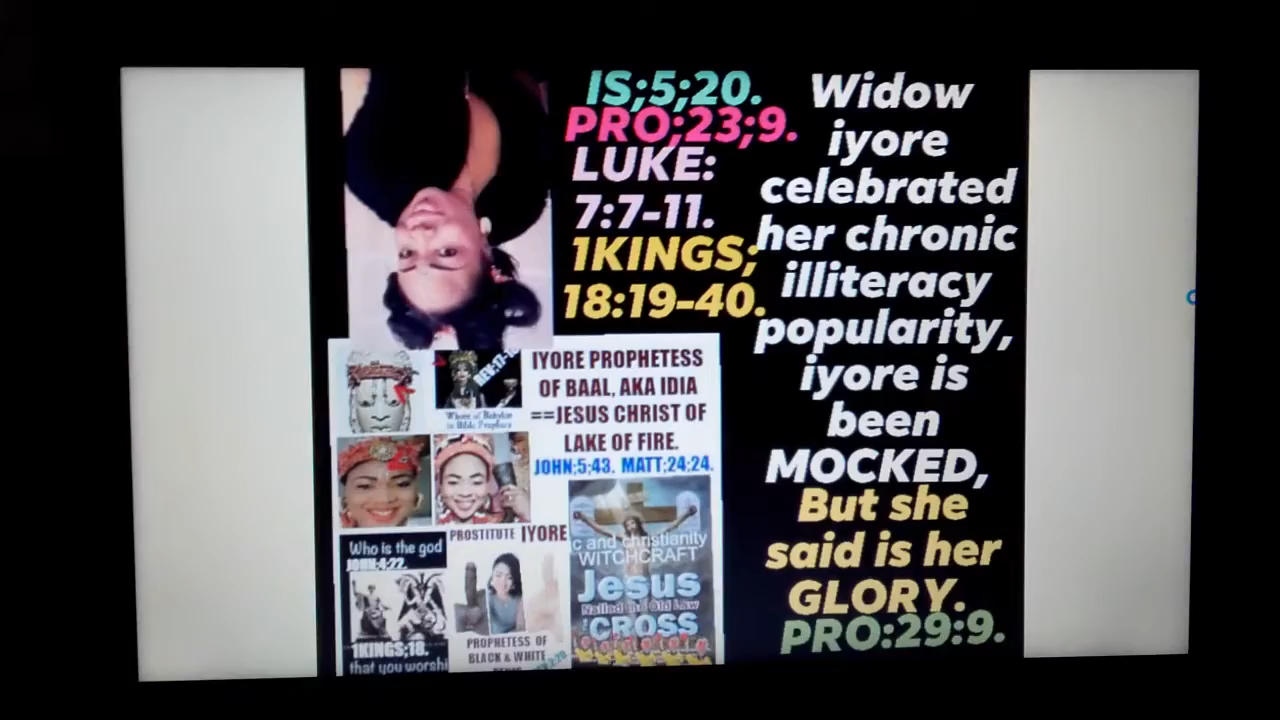 IS;5;20.
PRO;23;9.
LUKE:
7:7-11.
1KINGS;
18:19-40.
Widow
iyore
celebrated
her chronic
illiteracy
popularity,
iyore is
been
MOCKED,
But she
said is her
GLORY.
PRO:29:9.
IYORE PROPHETESS
OF BAAL, AKA IDIA
==JESUS CHRIST OF
LAKE OF FIRE.
JOHN;5;43. MATT;24;24.
Whore of Babylon
in Bible Prophecy
PROSTITUTE IYORE
Who is the god
JOHN;4;22.
1KINGS;18.
that you worshi
PROPHETESS OF
BLACK & WHITE
c and christianity
WITCHCRAFT
Jesus
Nailed the Old Law
CROSS